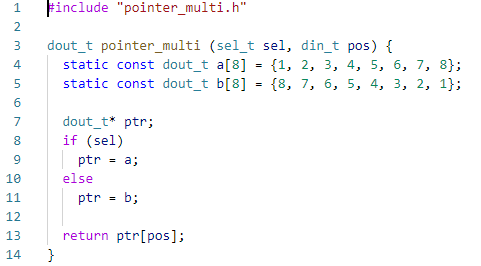 1 #include "pointer_multi.h"
2
3 dout_t pointer_multi (sel_t sel, din_t pos) {
4   static const dout_t a[8] = {1, 2, 3, 4, 5, 6, 7, 8};
5   static const dout_t b[8] = {8, 7, 6, 5, 4, 3, 2, 1};
6
7   dout_t* ptr;
8   if (sel)
9     ptr = a;
10   else
11     ptr = b;
12
13   return ptr[pos];
14 }